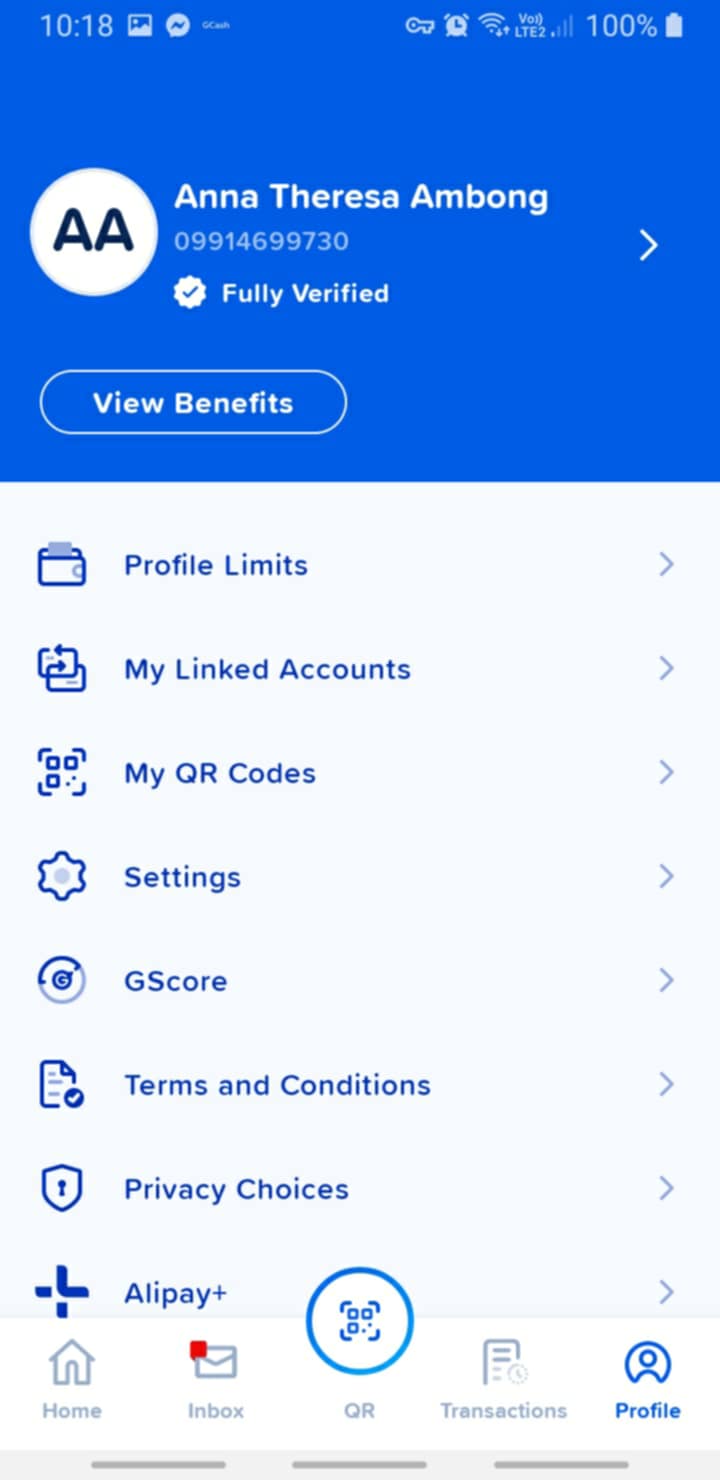 10:18 GCash Vo)) LTE2 100%
AA
Anna Theresa Ambong
09914699730
Fully Verified
View Benefits
Profile Limits
My Linked Accounts
My QR Codes
Settings
GScore
Terms and Conditions
Privacy Choices
Alipay+
Home Inbox QR Transactions Profile